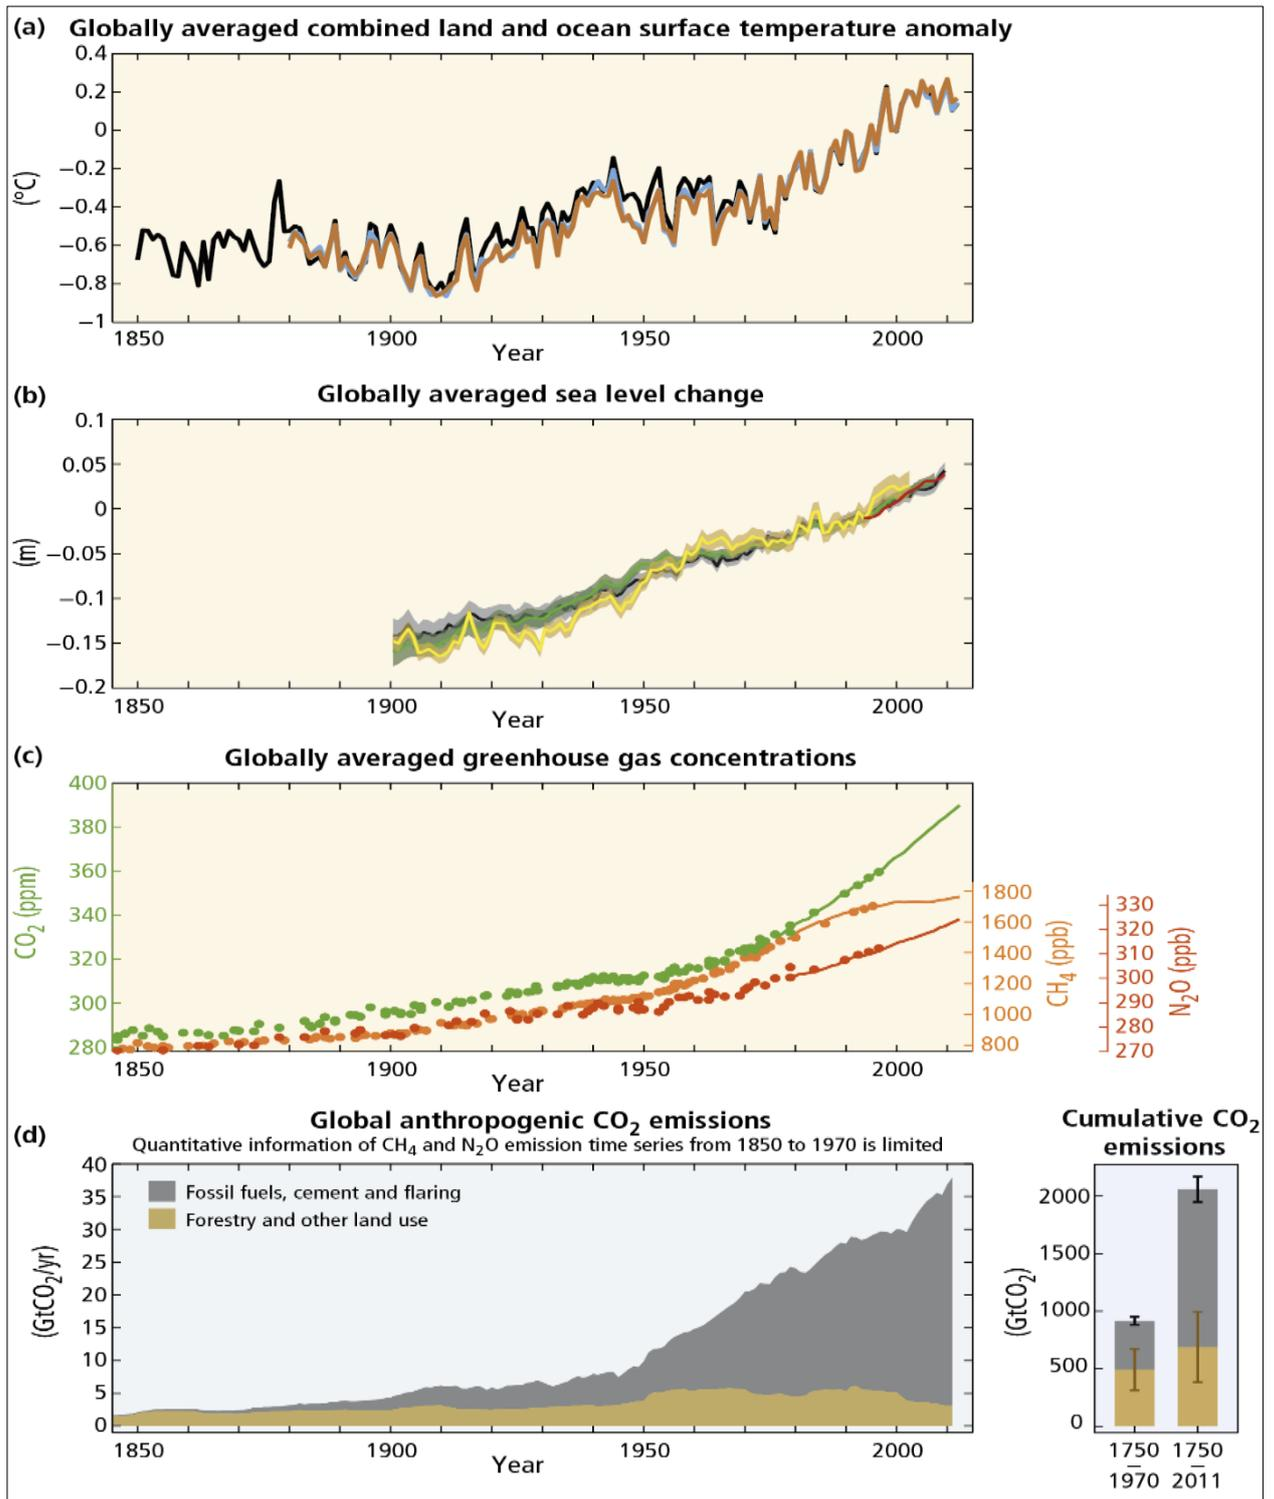 (a) Globally averaged combined land and ocean surface temperature anomaly
0.4
0.2
0
−0.2
−0.4
−0.6
−0.8
−1
(°C)
1850 1900 1950 2000
Year
(b) Globally averaged sea level change
0.1
0.05
0
−0.05
−0.1
−0.15
−0.2
(m)
1850 1900 1950 2000
Year
(c) Globally averaged greenhouse gas concentrations
400
380
360
340
320
300
280
CO2 (ppm)
1800
1600
1400
1200
1000
800
CH4 (ppb)
330
320
310
300
290
280
270
N2O (ppb)
1850 1900 1950 2000
Year
(d) Global anthropogenic CO2 emissions
Quantitative information of CH4 and N2O emission time series from 1850 to 1970 is limited
40
35
30
25
20
15
10
5
0
(GtCO2/yr)
Fossil fuels, cement and flaring
Forestry and other land use
1850 1900 1950 2000
Year
Cumulative CO2
emissions
2000
1500
1000
500
0
(GtCO2)
1750 1750
– –
1970 2011